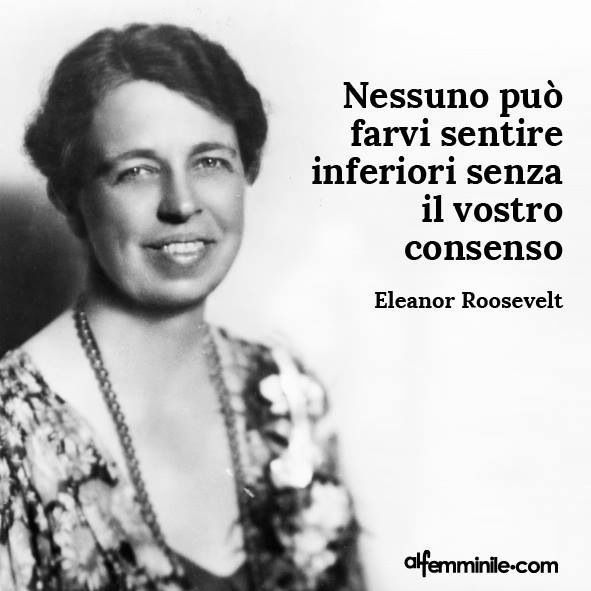 Nessuno può
farvi sentire
inferiori senza
il vostro
consenso
Eleanor Roosevelt
alfemminile.com